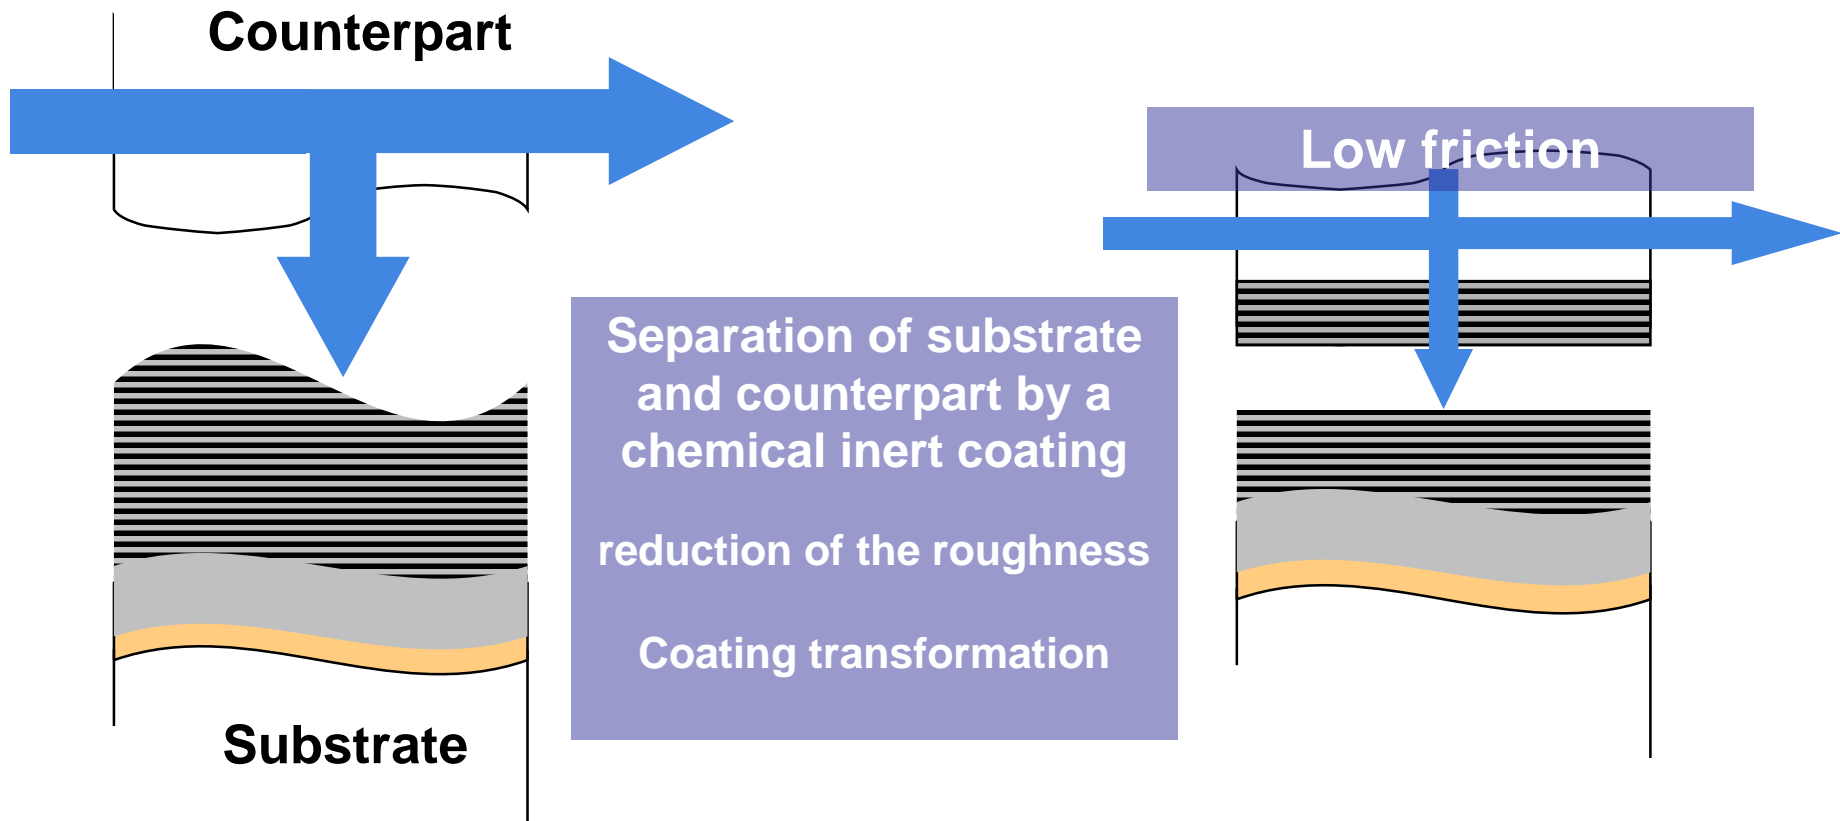 Counterpart
Low friction
Separation of substrate
and counterpart by a
chemical inert coating
reduction of the roughness
Coating transformation
Substrate